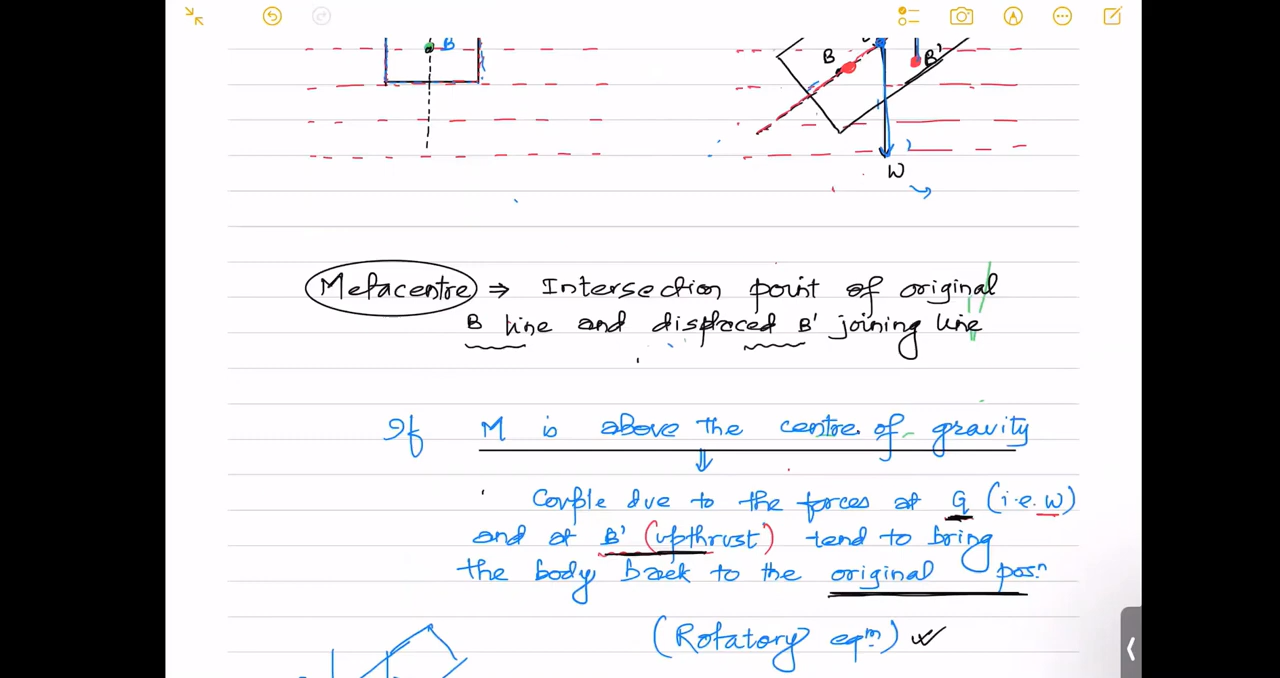 B
B
B'
W
Metacentre ⇒ Intersection point of original
B line and displaced B' joining line
If M is above the centre of gravity
⇓
Couple due to the forces at G (i.e. W)
and at B' (upthrust) tend to bring
the body back to the original posⁿ
(Rotatory eqᵐ)